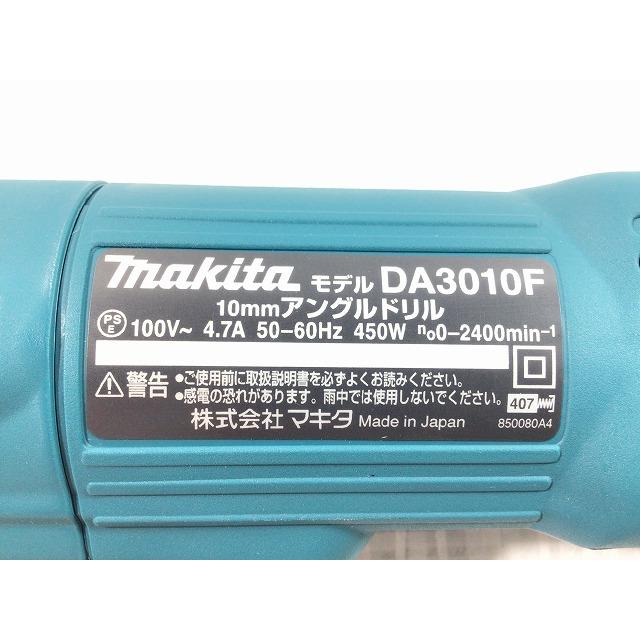 makita モデル DA3010F
10mmアングルドリル
PS E 100V~ 4.7A 50-60Hz 450W n₀0-2400min⁻¹
警告 •ご使用前に取扱説明書を必ずよくお読みください。
•感電の恐れがあります。雨中では使用しないでください。
407
株式会社マキタ Made in Japan 850080A4